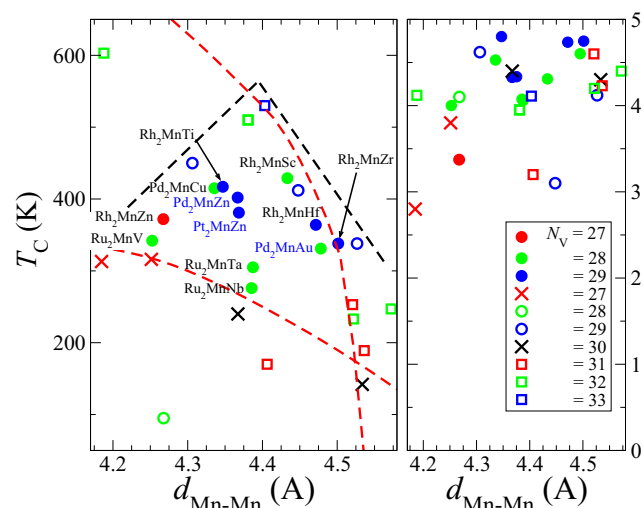 600
400
200
T_C (K)
Rh2MnTi
Rh2MnSc
Rh2MnZr
Pd2MnCu
Pd2MnZn
Rh2MnZn
Pt2MnZn
Rh2MnHf
Ru2MnV
Pd2MnAu
Ru2MnTa
Ru2MnNb
4.2 4.3 4.4 4.5
d_Mn-Mn (A)
5
4
3
2
1
0
N_V = 27
= 28
= 29
= 27
= 28
= 29
= 30
= 31
= 32
= 33
4.2 4.3 4.4 4.5
d_Mn-Mn (A)